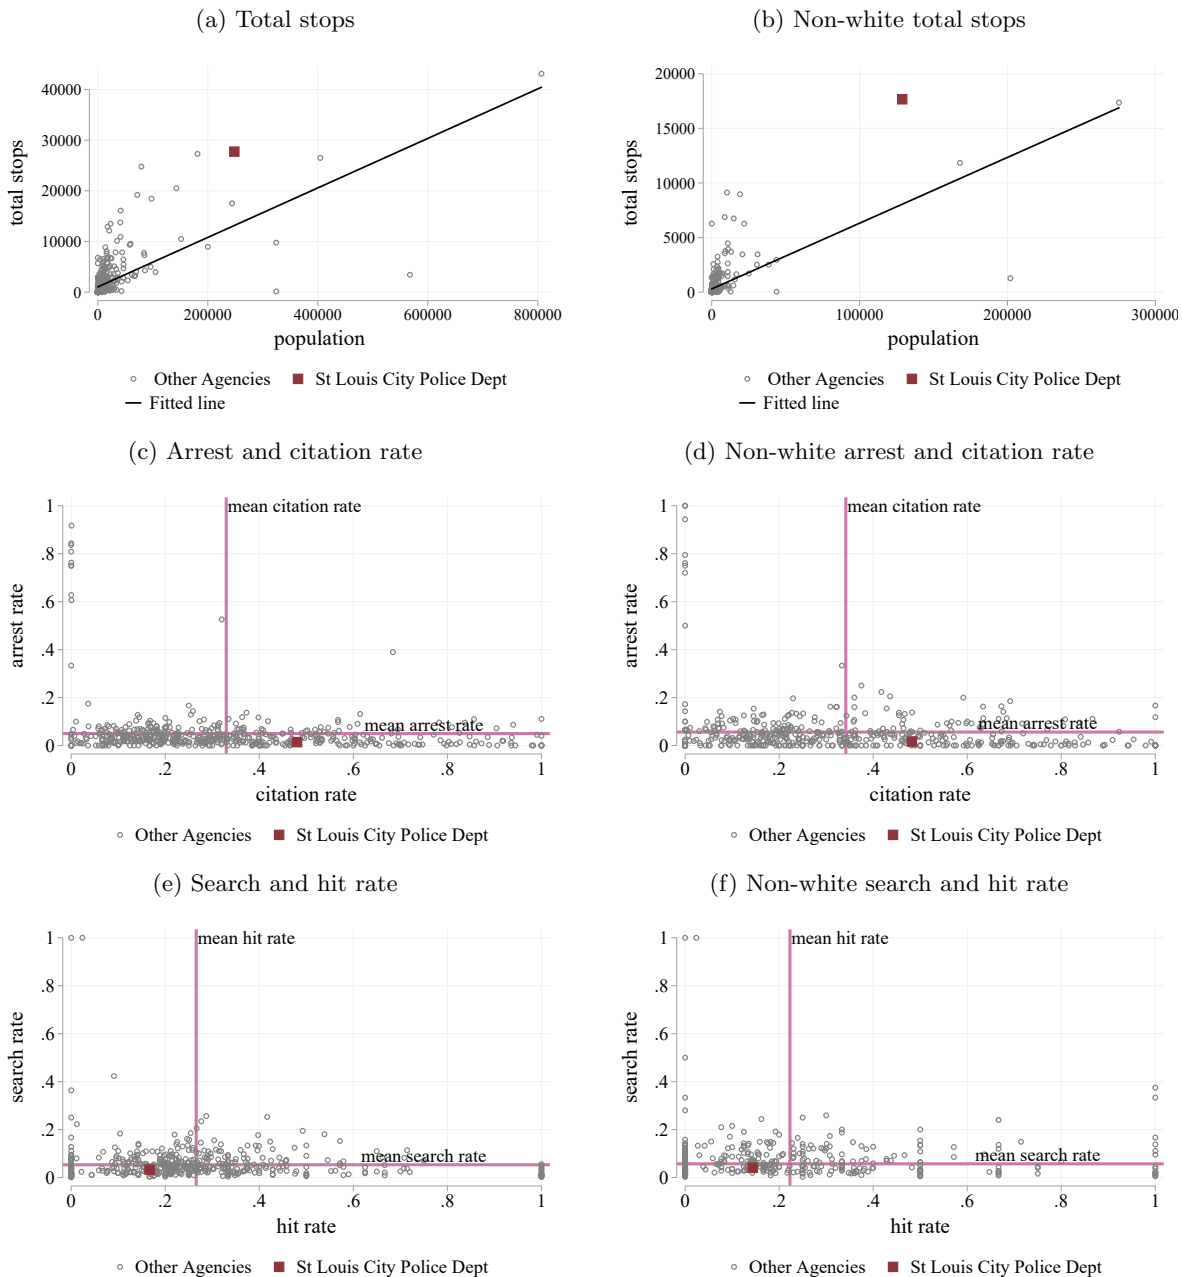 (a) Total stops
total stops
40000
30000
20000
10000
0
0 200000 400000 600000 800000
population
Other Agencies St Louis City Police Dept
Fitted line
(b) Non-white total stops
total stops
20000
15000
10000
5000
0
0 100000 200000 300000
population
Other Agencies St Louis City Police Dept
Fitted line
(c) Arrest and citation rate
arrest rate
1
.8
.6
.4
.2
0
mean citation rate
mean arrest rate
0 .2 .4 .6 .8 1
citation rate
Other Agencies St Louis City Police Dept
(d) Non-white arrest and citation rate
arrest rate
1
.8
.6
.4
.2
0
mean citation rate
mean arrest rate
0 .2 .4 .6 .8 1
citation rate
Other Agencies St Louis City Police Dept
(e) Search and hit rate
search rate
1
.8
.6
.4
.2
0
mean hit rate
mean search rate
0 .2 .4 .6 .8 1
hit rate
Other Agencies St Louis City Police Dept
(f) Non-white search and hit rate
search rate
1
.8
.6
.4
.2
0
mean hit rate
mean search rate
0 .2 .4 .6 .8 1
hit rate
Other Agencies St Louis City Police Dept